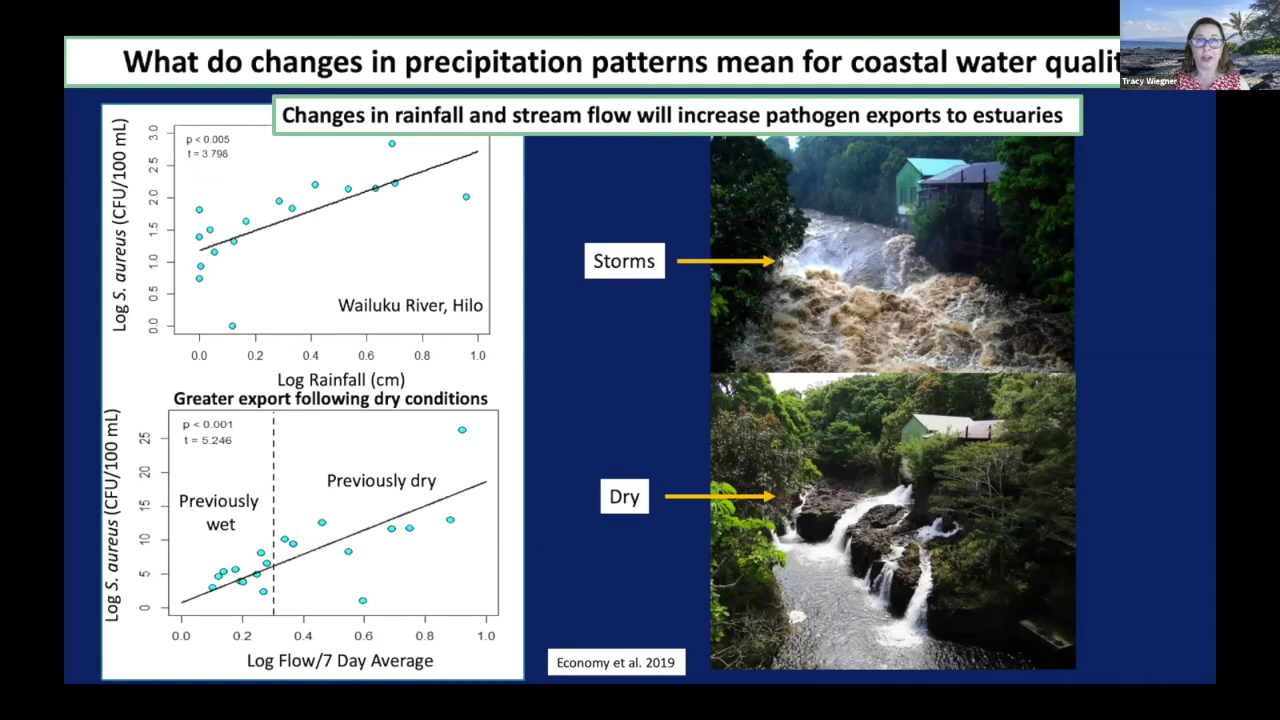 What do changes in precipitation patterns mean for coastal water qualit
Tracy Wiegner
Changes in rainfall and stream flow will increase pathogen exports to estuaries
Log S. aureus (CFU/100 mL)
3.0
2.5
2.0
1.5
1.0
0.5
0.0
p < 0.005
t = 3.798
Wailuku River, Hilo
0.0 0.2 0.4 0.6 0.8 1.0
Log Rainfall (cm)
Greater export following dry conditions
Log S. aureus (CFU/100 mL)
25
20
15
10
5
0
p < 0.001
t = 5.246
Previously
wet
Previously dry
0.0 0.2 0.4 0.6 0.8 1.0
Log Flow/7 Day Average
Storms
Dry
Economy et al. 2019